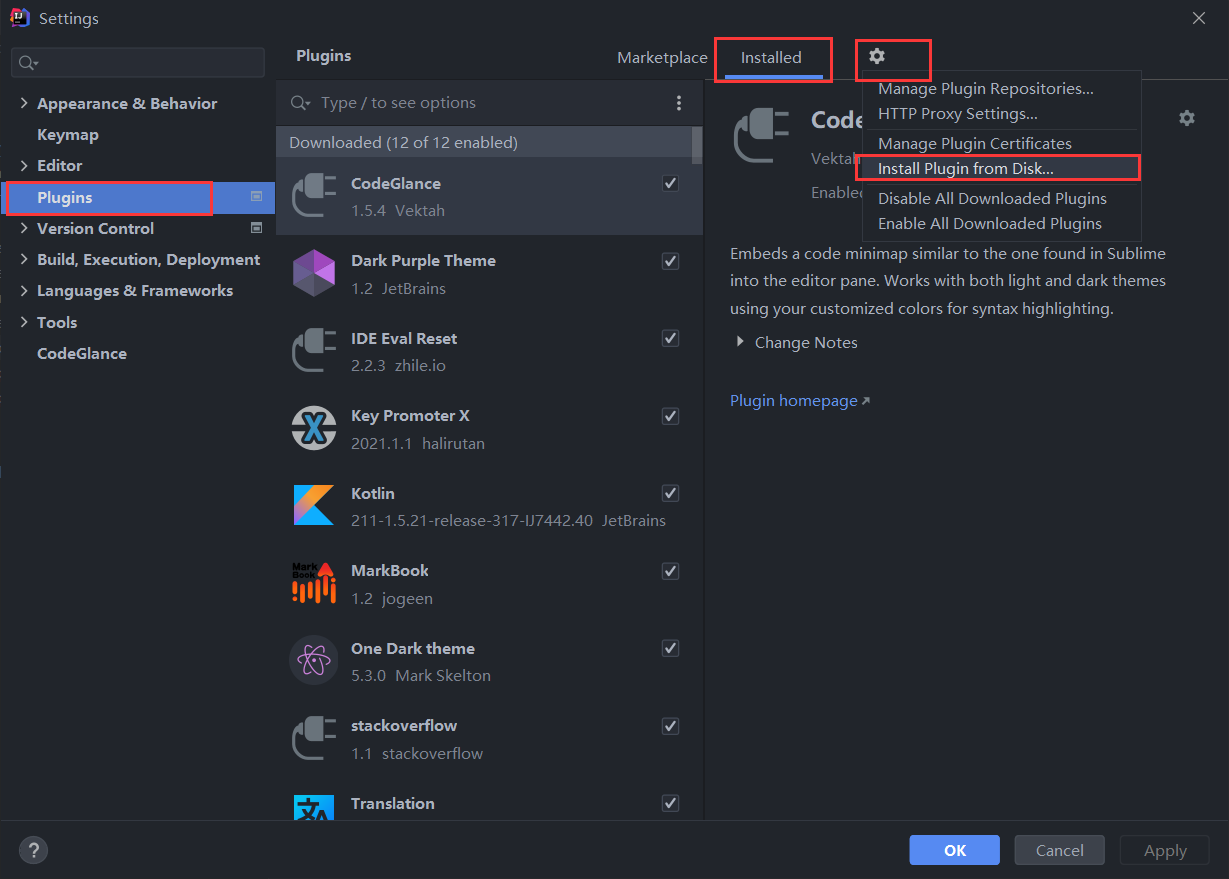 Settings
Appearance & Behavior
Keymap
Editor
Plugins
Version Control
Build, Execution, Deployment
Languages & Frameworks
Tools
CodeGlance
Plugins
Marketplace
Installed
Type / to see options
Downloaded (12 of 12 enabled)
CodeGlance
1.5.4 Vektah
Dark Purple Theme
1.2 JetBrains
IDE Eval Reset
2.2.3 zhile.io
Key Promoter X
2021.1.1 halirutan
Kotlin
211-1.5.21-release-317-IJ7442.40 JetBrains
Mark
Book
MarkBook
1.2 jogeen
One Dark theme
5.3.0 Mark Skelton
stackoverflow
1.1 stackoverflow
Translation
Manage Plugin Repositories...
HTTP Proxy Settings...
Manage Plugin Certificates
Install Plugin from Disk...
Disable All Downloaded Plugins
Enable All Downloaded Plugins
Code
Vektah
Enabled
Embeds a code minimap similar to the one found in Sublime
into the editor pane. Works with both light and dark themes
using your customized colors for syntax highlighting.
Change Notes
Plugin homepage
?
OK
Cancel
Apply